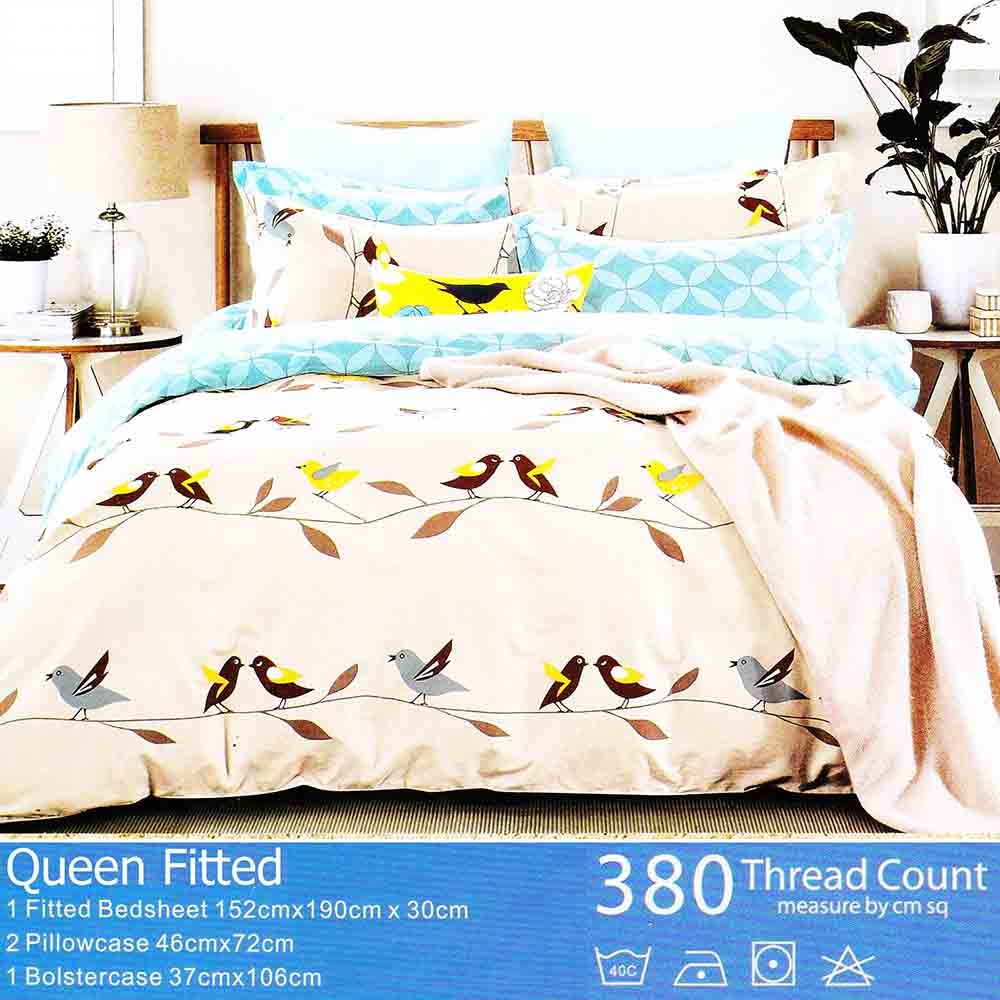 Queen Fitted
1 Fitted Bedsheet 152cmx190cm x 30cm
2 Pillowcase 46cmx72cm
1 Bolstercase 37cmx106cm
380 Thread Count
measure by cm sq
40C